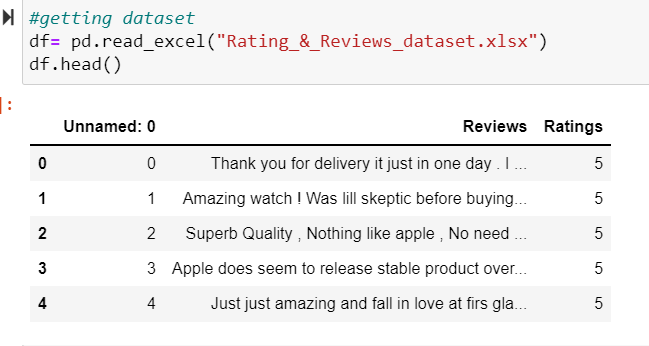 #getting dataset
df= pd.read_excel("Rating_&_Reviews_dataset.xlsx")
df.head()
]:
Unnamed: 0 Reviews Ratings
0 0 Thank you for delivery it just in one day . I ... 5
1 1 Amazing watch ! Was lill skeptic before buying... 5
2 2 Superb Quality , Nothing like apple , No need ... 5
3 3 Apple does seem to release stable product over... 5
4 4 Just just amazing and fall in love at firs gla... 5